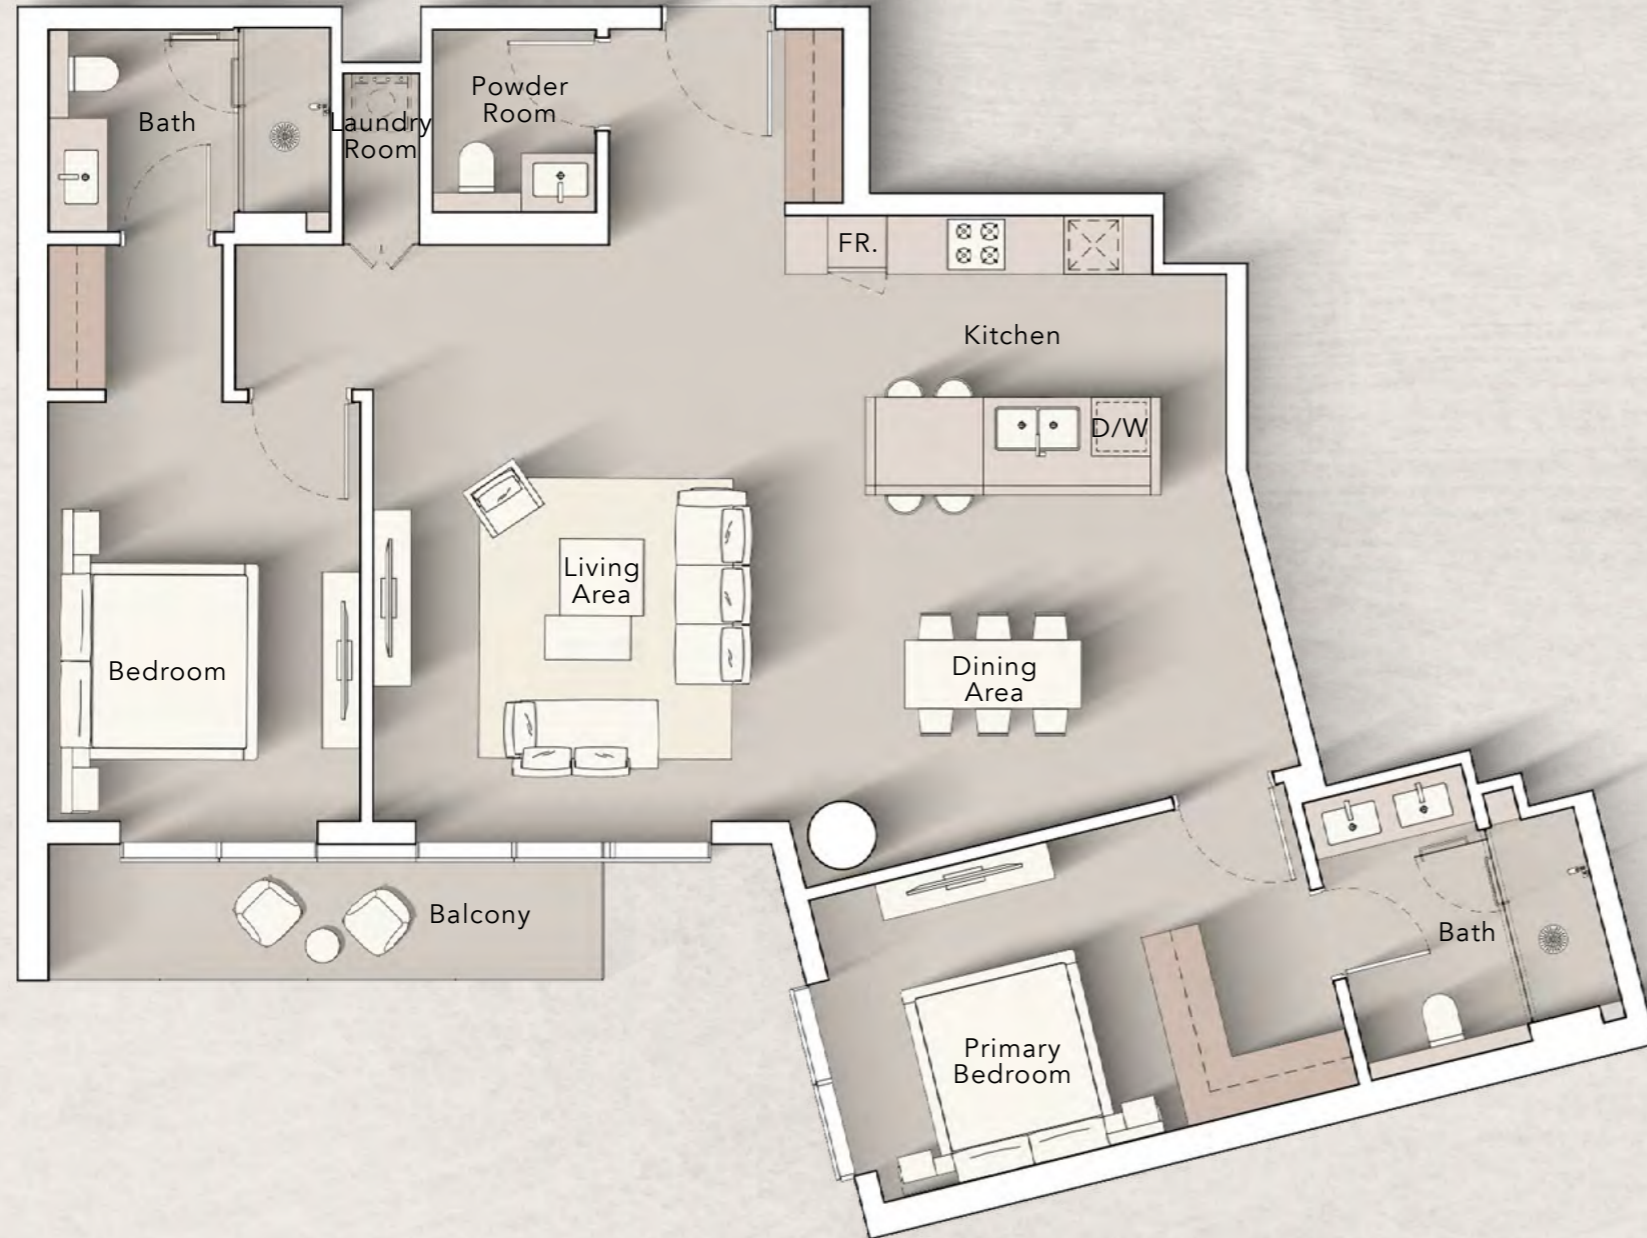 Powder
Room
Bath
Laundry
Room
FR.
Kitchen
D/W
Living
Area
Bedroom
Dining
Area
Balcony
Bath
Primary
Bedroom